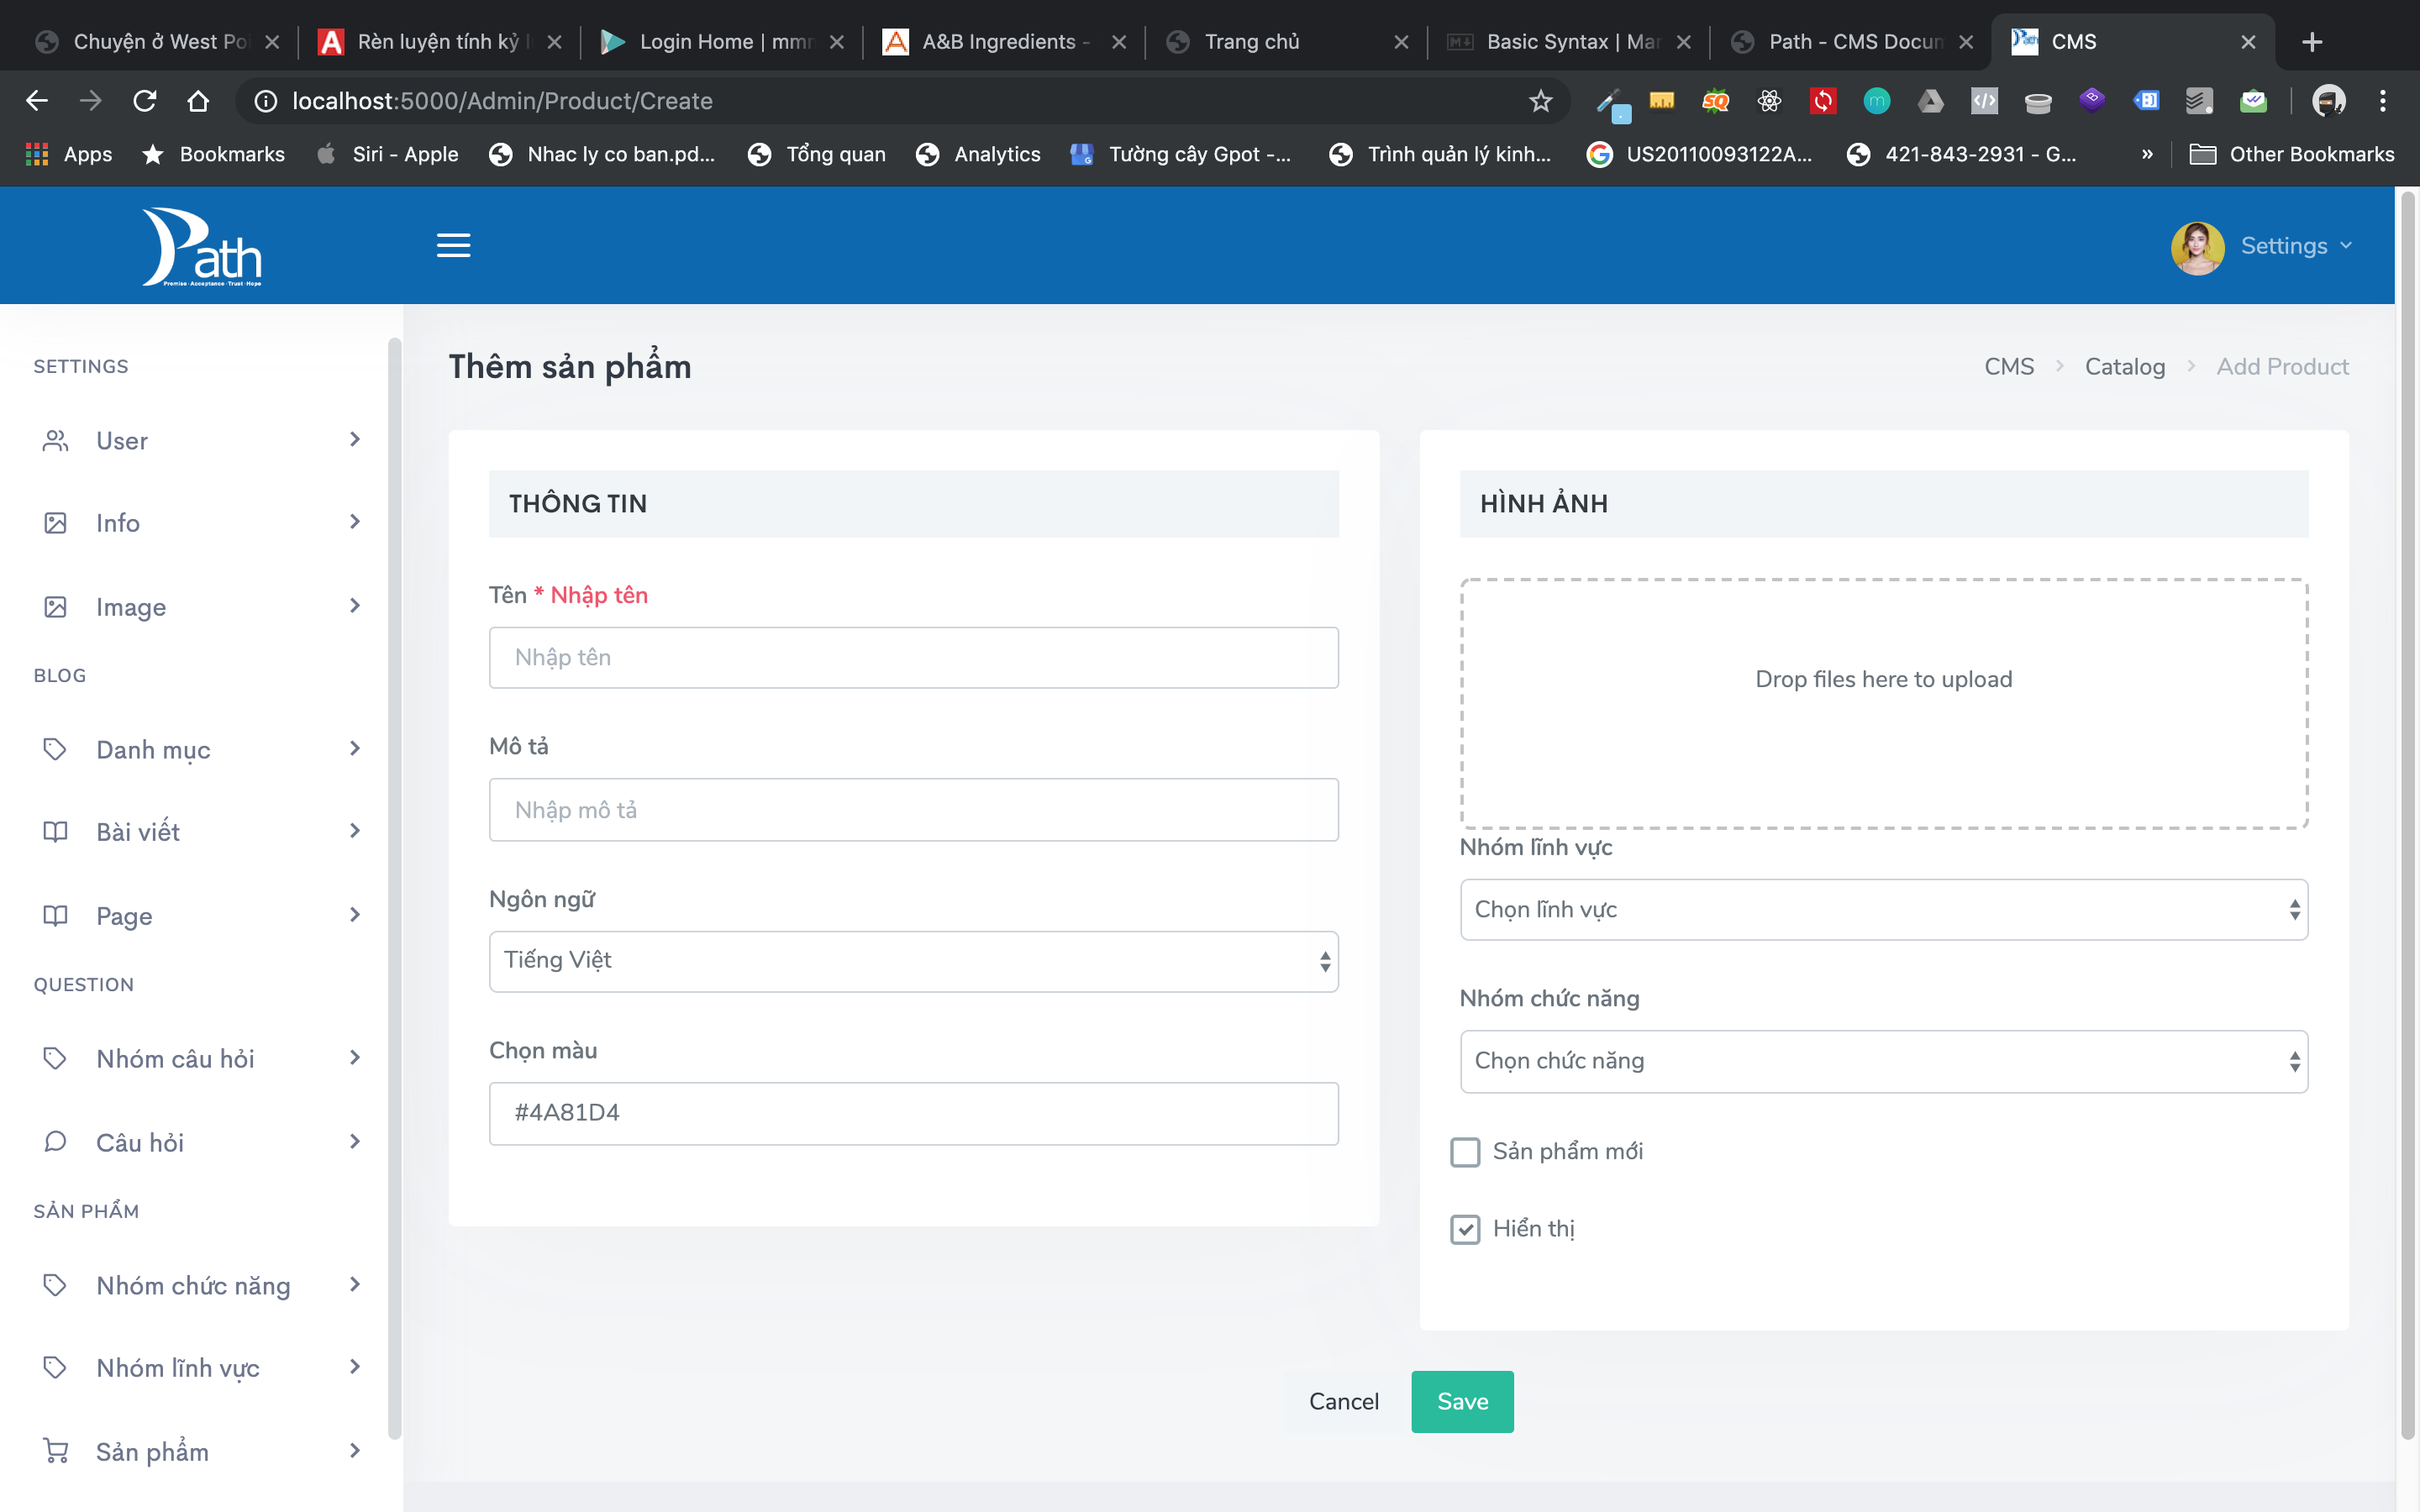 Chuyện ở West Poi
Rèn luyện tính kỷ l
Login Home | mmn
A&B Ingredients -
Trang chủ
Basic Syntax | Mar
Path - CMS Docum
CMS
localhost:5000/Admin/Product/Create
Apps
Bookmarks
Siri - Apple
Nhac ly co ban.pd...
Tổng quan
Analytics
Tường cây Gpot -...
Trình quản lý kinh...
US20110093122A...
421-843-2931 - G...
»
Other Bookmarks
Path
Promise - Acceptance - Trust - Hope
Settings
SETTINGS
User
Info
Image
BLOG
Danh mục
Bài viết
Page
QUESTION
Nhóm câu hỏi
Câu hỏi
SẢN PHẨM
Nhóm chức năng
Nhóm lĩnh vực
Sản phẩm
Thêm sản phẩm
CMS > Catalog > Add Product
THÔNG TIN
Tên * Nhập tên
Nhập tên
Mô tả
Nhập mô tả
Ngôn ngữ
Tiếng Việt
Chọn màu
#4A81D4
HÌNH ẢNH
Drop files here to upload
Nhóm lĩnh vực
Chọn lĩnh vực
Nhóm chức năng
Chọn chức năng
Sản phẩm mới
Hiển thị
Cancel
Save